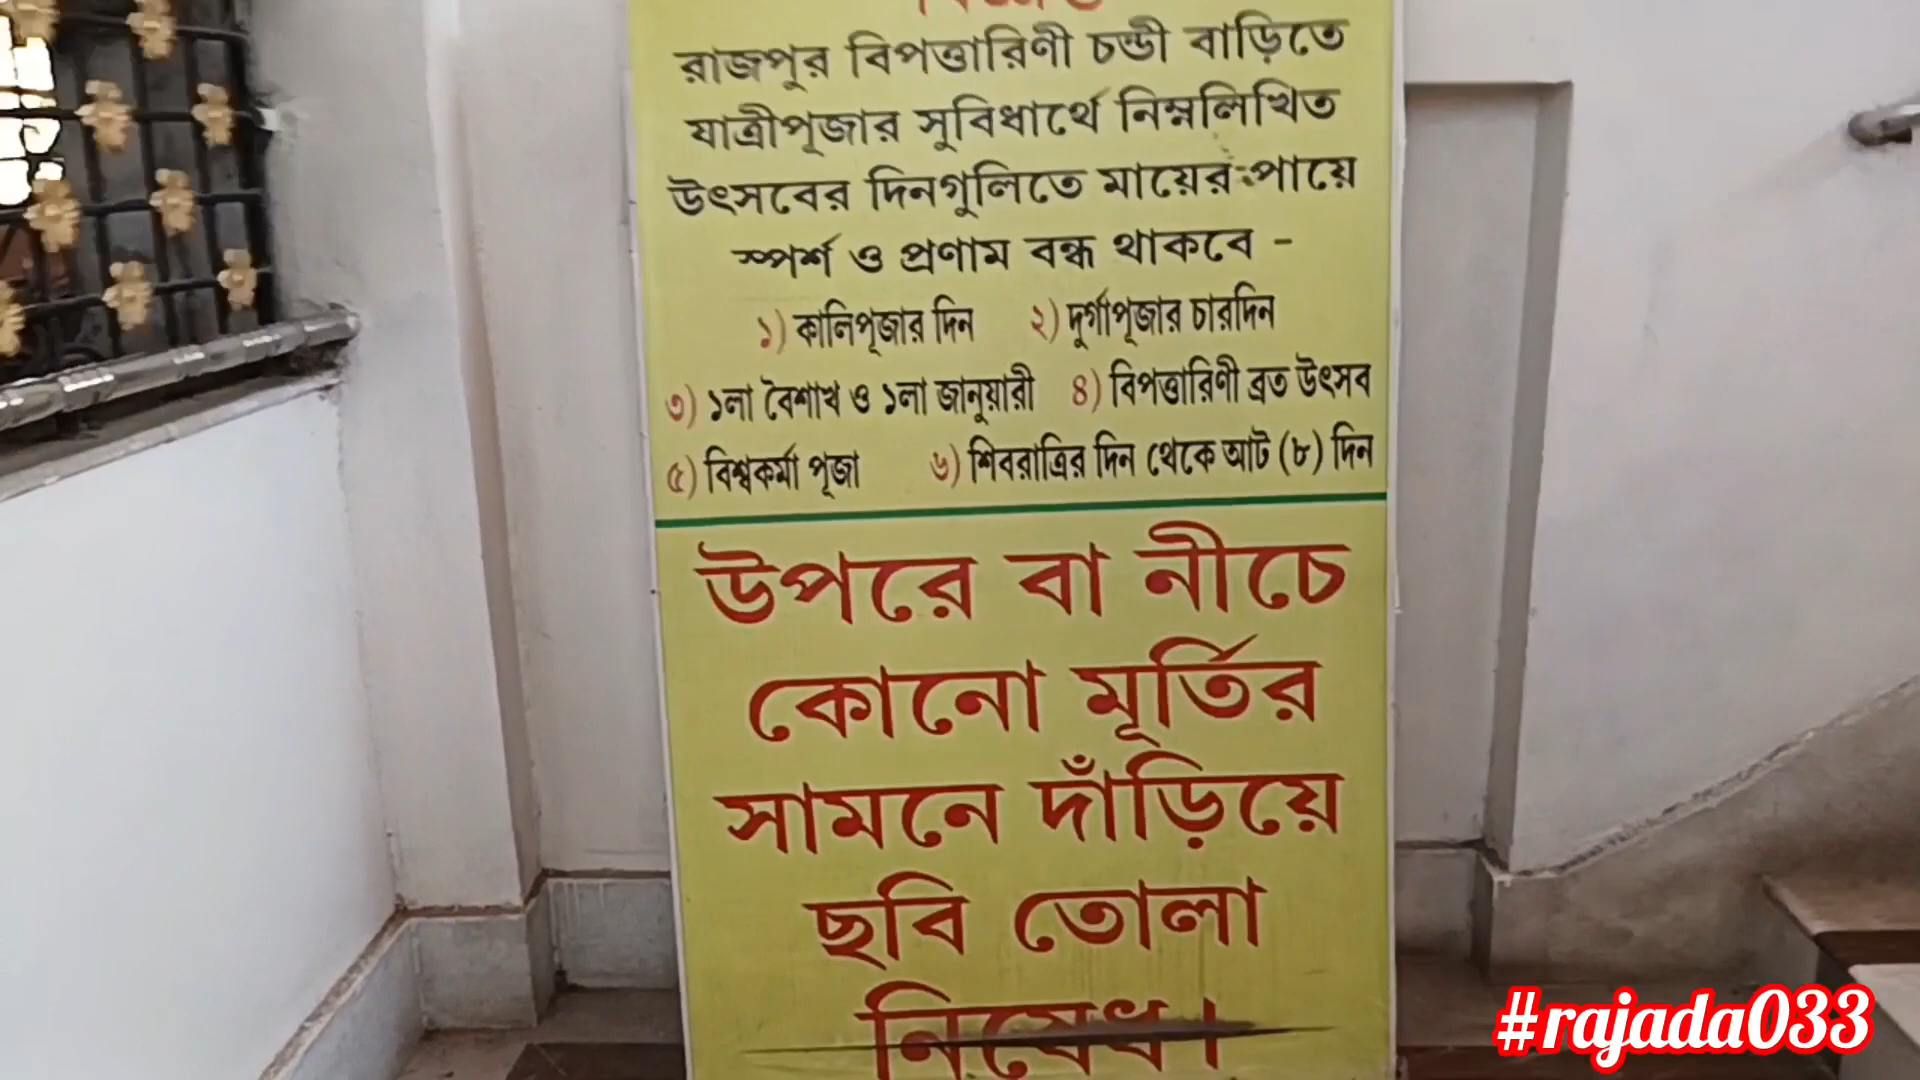 রাজপুর বিপত্তারিণী চন্ডী বাড়িতে
যাত্রীপূজার সুবিধার্থে নিম্নলিখিত
উৎসবের দিনগুলিতে মায়ের পায়ে
স্পর্শ ও প্রণাম বন্ধ থাকবে -
১) কালিপূজার দিন ২) দুর্গাপূজার চারদিন
৩) ১লা বৈশাখ ও ১লা জানুয়ারী ৪) বিপত্তারিণী ব্রত উৎসব
৫) বিশ্বকর্মা পূজা ৬) শিবরাত্রির দিন থেকে আট (৮) দিন
উপরে বা নীচে
কোনো মূর্তির
সামনে দাঁড়িয়ে
ছবি তোলা
নিষেধ।
#rajada033